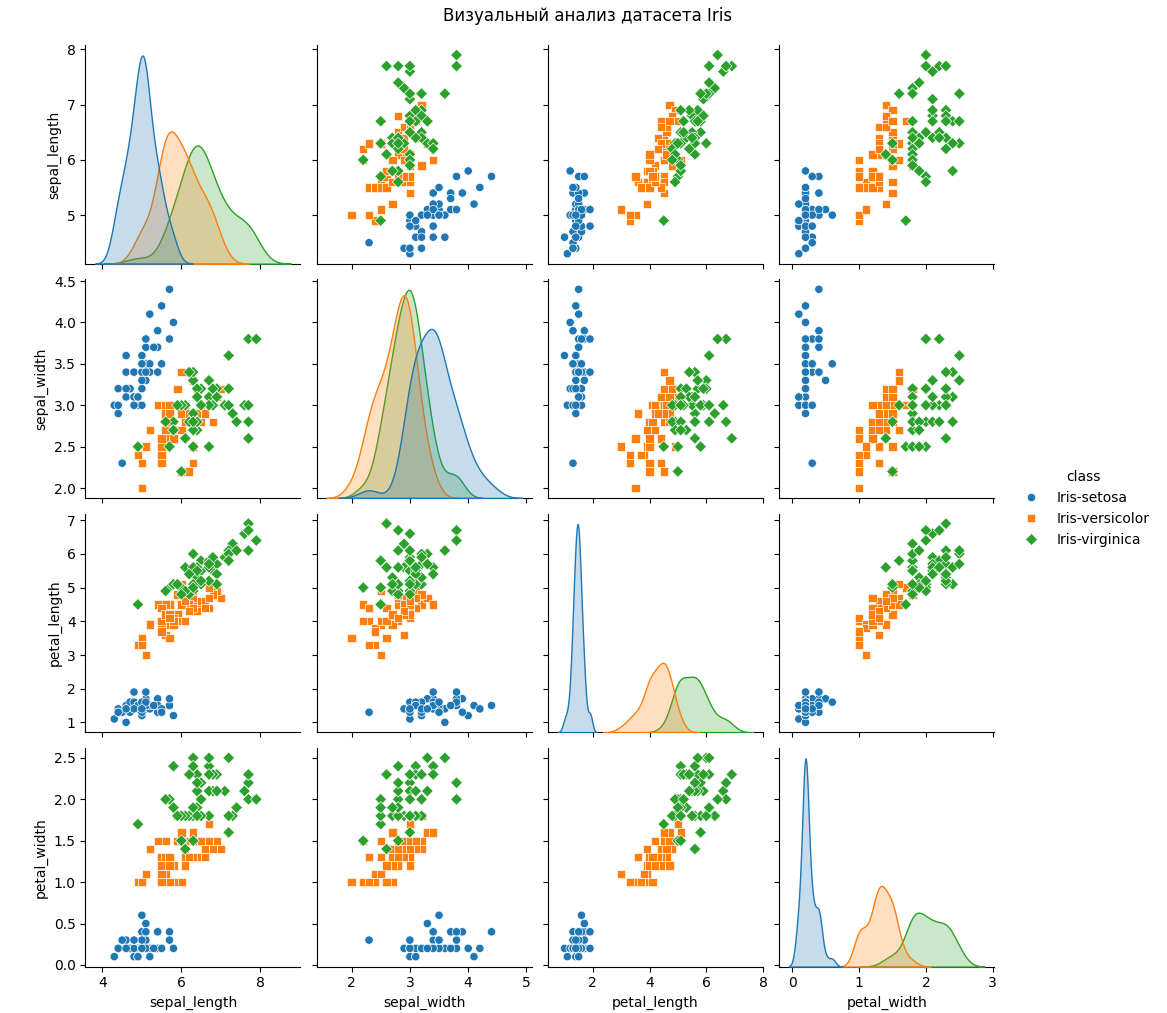 Визуальный анализ датасета Iris
8
7
6
5
sepal_length
4.5
4.0
3.5
3.0
2.5
2.0
sepal_width
class
Iris-setosa
Iris-versicolor
Iris-virginica
7
6
5
4
3
2
1
petal_length
2.5
2.0
1.5
1.0
0.5
0.0
petal_width
4 6 8 2 3 4 5 2 4 6 8 0 1 2 3
sepal_length sepal_width petal_length petal_width